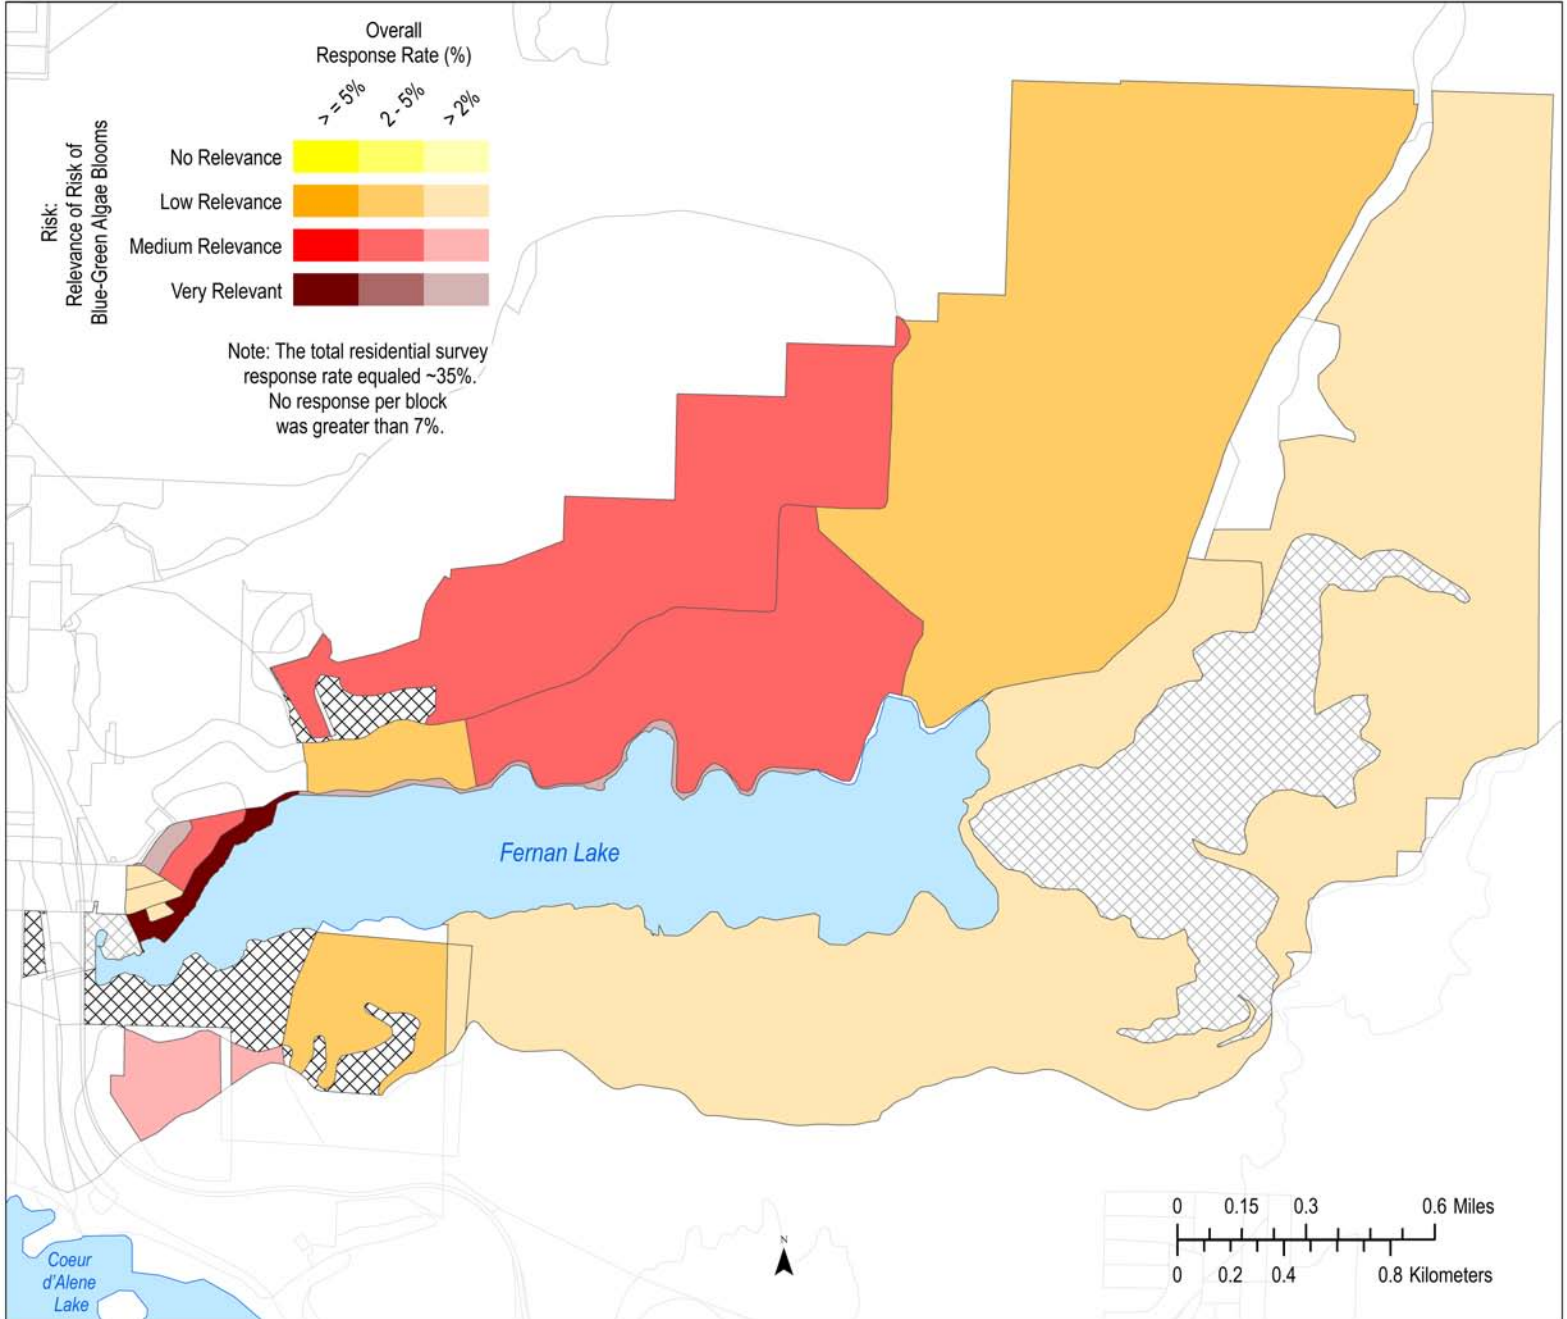 Overall
Response Rate (%)
> = 5%
2 - 5%
> 2%
Risk:
Relevance of Risk of
Blue-Green Algae Blooms
No Relevance
Low Relevance
Medium Relevance
Very Relevant
Note: The total residential survey
response rate equaled ~35%.
No response per block
was greater than 7%.
Fernan Lake
Coeur
d'Alene
Lake
N
0 0.15 0.3 0.6 Miles
0 0.2 0.4 0.8 Kilometers